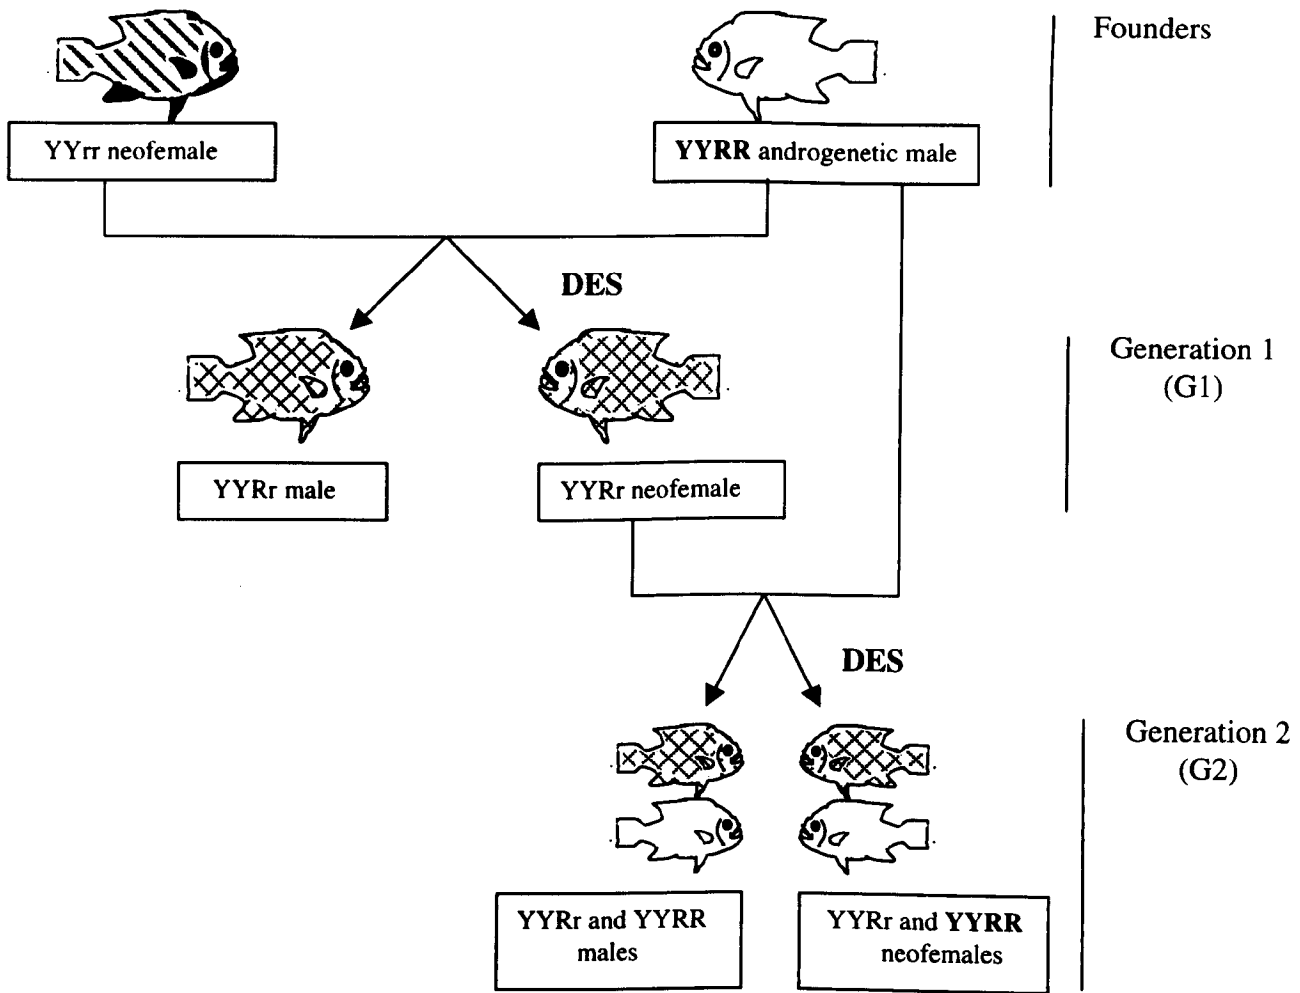 Founders
YYrr neofemale
YYRR androgenetic male
DES
Generation 1
(G1)
YYRr male
YYRr neofemale
DES
Generation 2
(G2)
YYRr and YYRR
males
YYRr and YYRR
neofemales